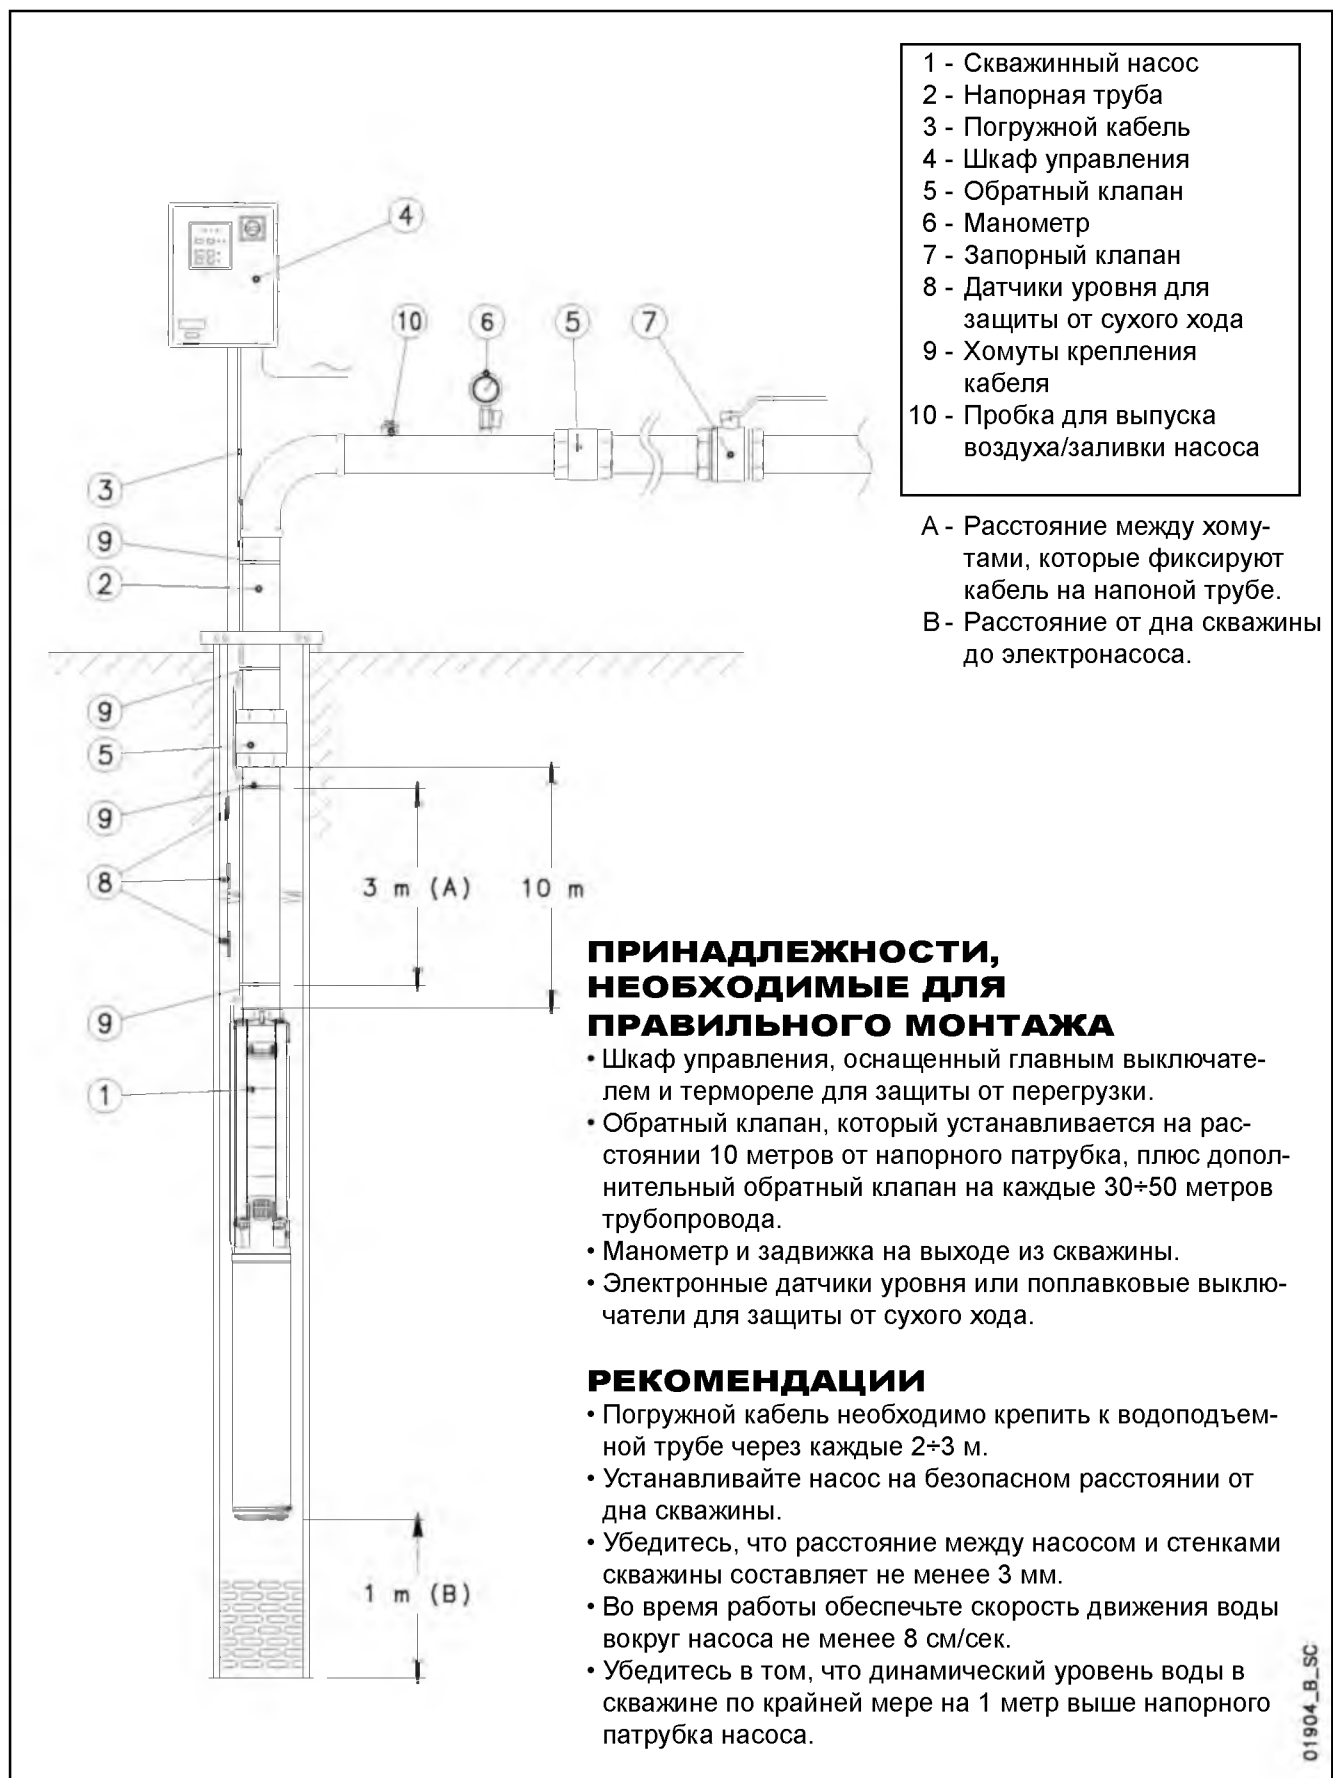 1 - Скважинный насос
2 - Напорная труба
3 - Погружной кабель
4 - Шкаф управления
5 - Обратный клапан
6 - Манометр
7 - Запорный клапан
8 - Датчики уровня для
защиты от сухого хода
9 - Хомуты крепления
кабеля
10 - Пробка для выпуска
воздуха/заливки насоса
A - Расстояние между хому-
тами, которые фиксируют
кабель на напоной трубе.
B - Расстояние от дна скважины
до электронасоса.
4
10
6
5
7
3
9
2
9
5
9
8
3 m (A)
10 m
9
1
1 m (B)
ПРИНАДЛЕЖНОСТИ,
НЕОБХОДИМЫЕ ДЛЯ
ПРАВИЛЬНОГО МОНТАЖА
• Шкаф управления, оснащенный главным выключате-
лем и термореле для защиты от перегрузки.
• Обратный клапан, который устанавливается на рас-
стоянии 10 метров от напорного патрубка, плюс допол-
нительный обратный клапан на каждые 30÷50 метров
трубопровода.
• Манометр и задвижка на выходе из скважины.
• Электронные датчики уровня или поплавковые выклю-
чатели для защиты от сухого хода.
РЕКОМЕНДАЦИИ
• Погружной кабель необходимо крепить к водоподъем-
ной трубе через каждые 2÷3 м.
• Устанавливайте насос на безопасном расстоянии от
дна скважины.
• Убедитесь, что расстояние между насосом и стенками
скважины составляет не менее 3 мм.
• Во время работы обеспечьте скорость движения воды
вокруг насоса не менее 8 см/сек.
• Убедитесь в том, что динамический уровень воды в
скважине по крайней мере на 1 метр выше напорного
патрубка насоса.
01904_B_SC